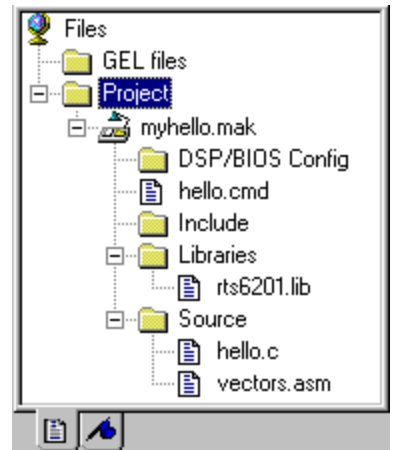 Files
GEL files
Project
myhello.mak
DSP/BIOS Config
hello.cmd
Include
Libraries
rts6201.lib
Source
hello.c
vectors.asm